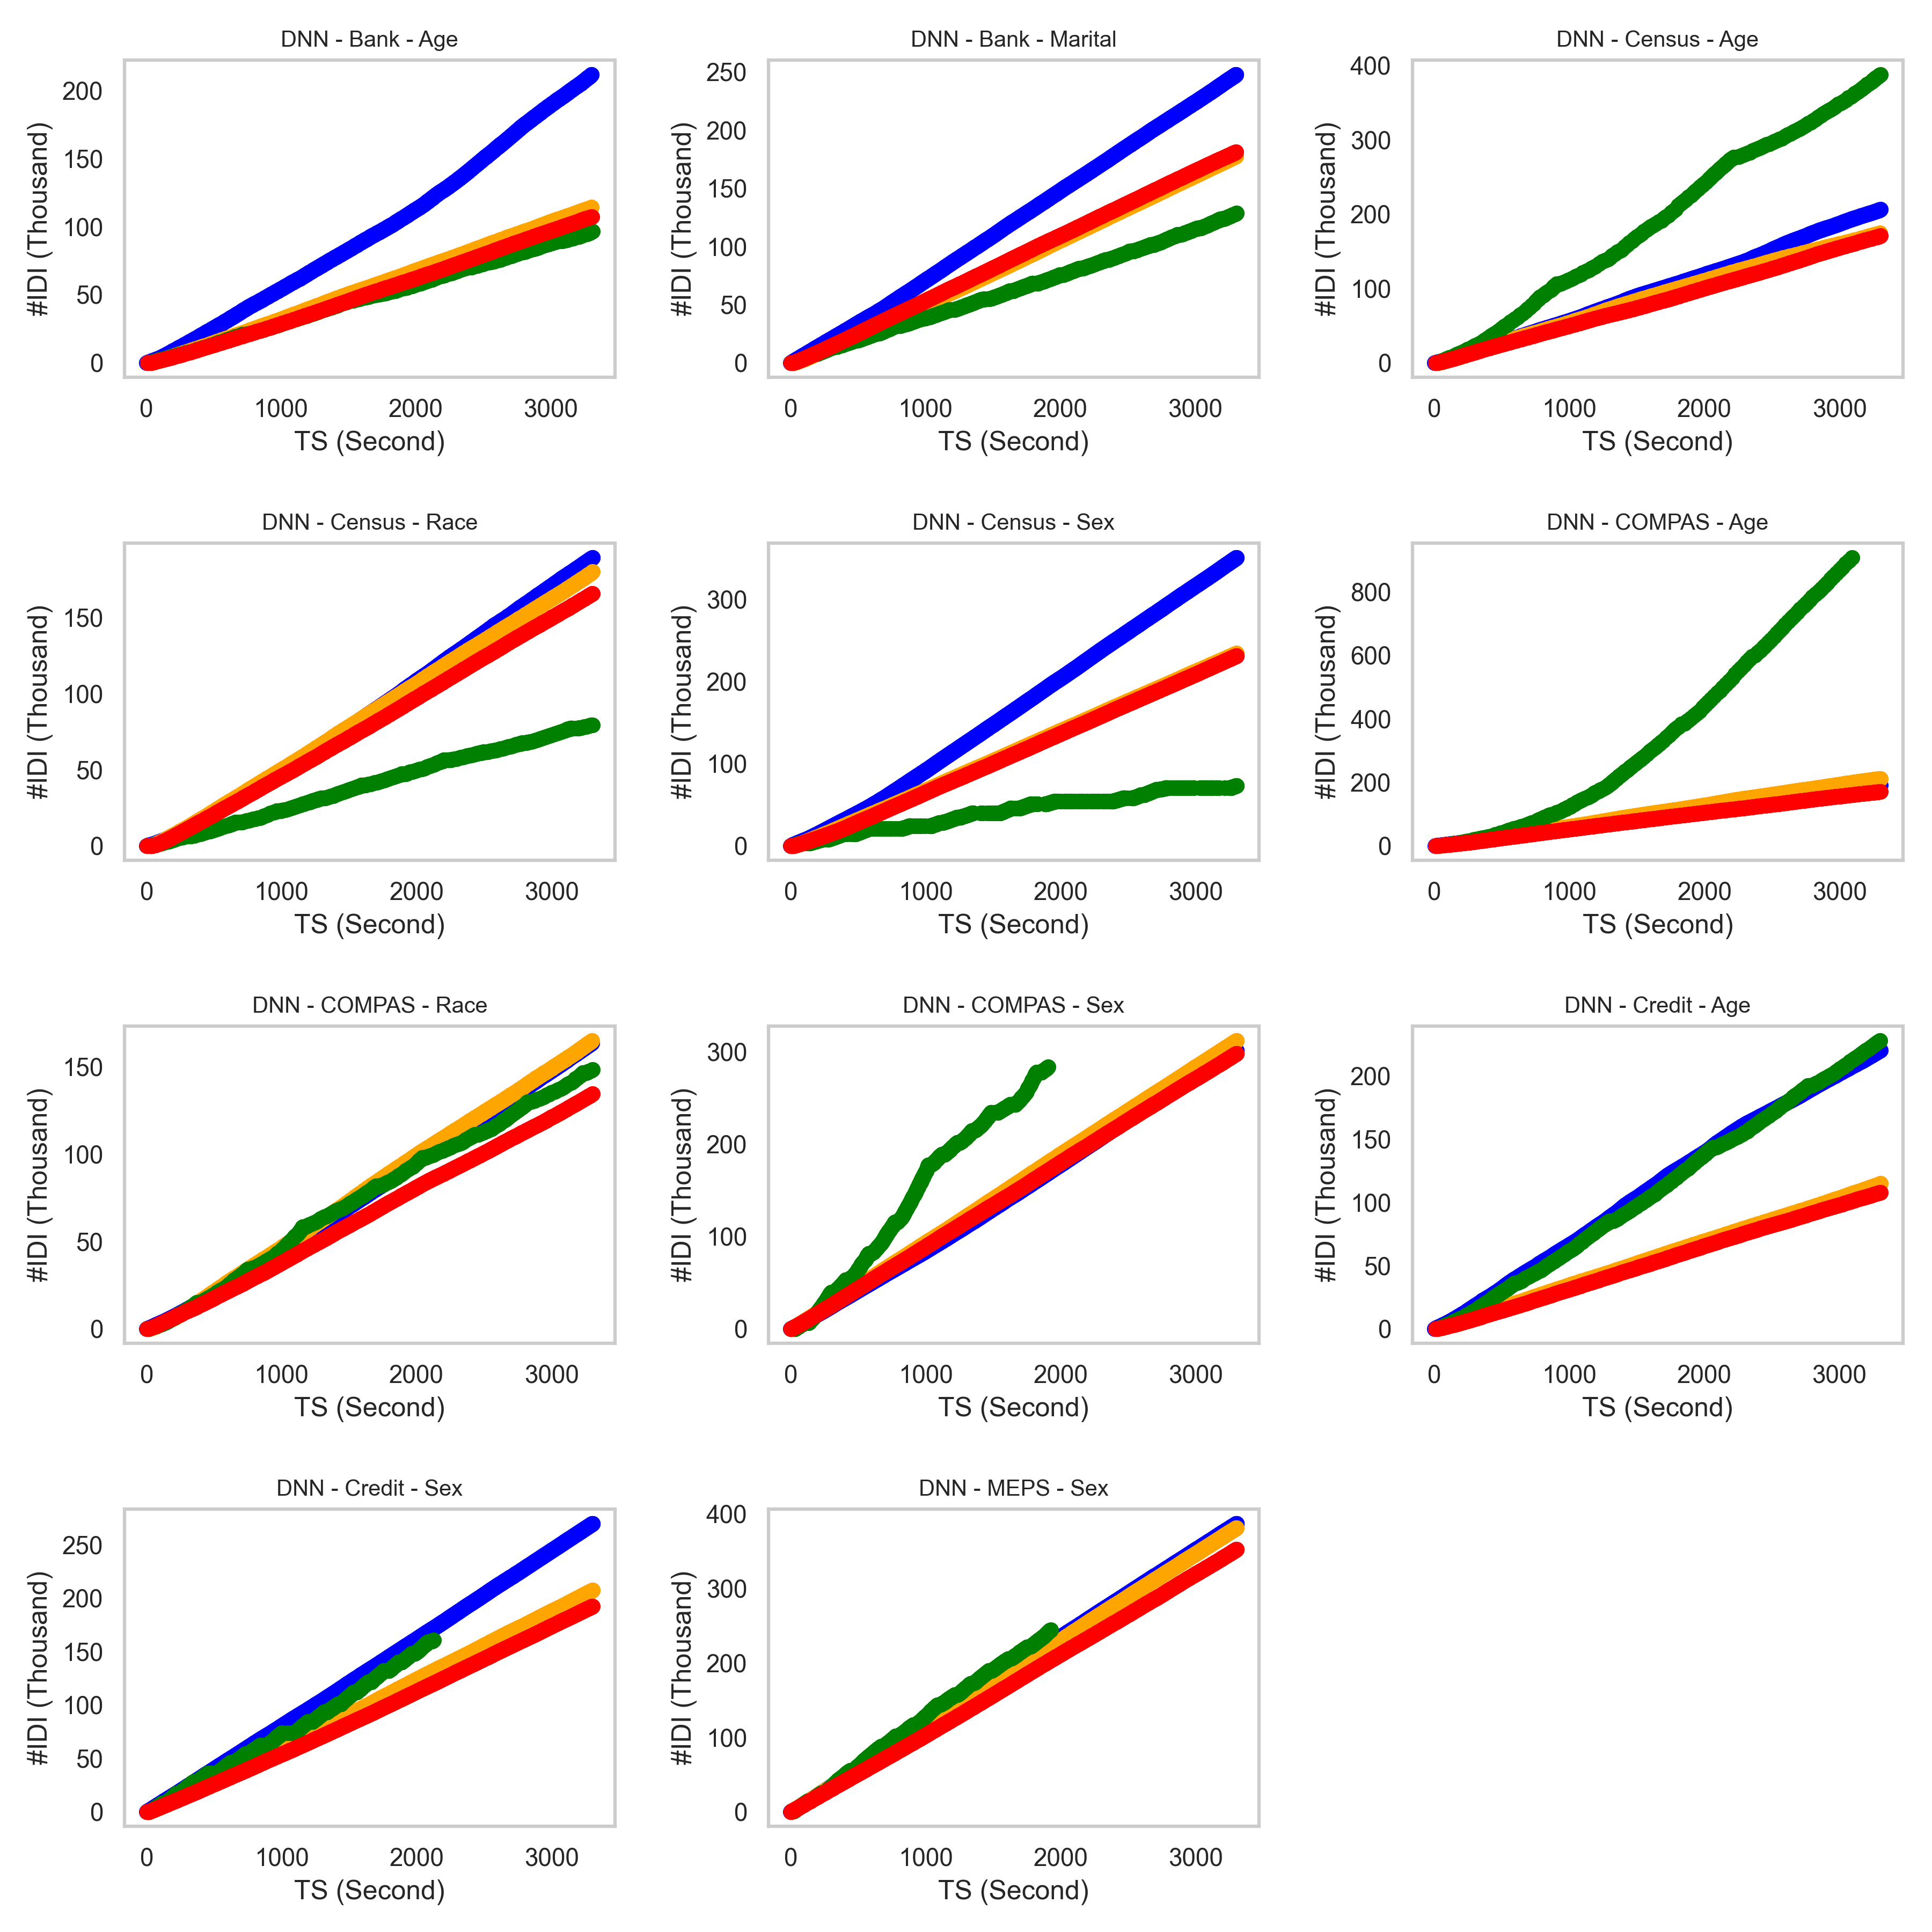 DNN - Bank - Age
#IDI (Thousand)
200
150
100
50
0
0 1000 2000 3000
TS (Second)
DNN - Bank - Marital
#IDI (Thousand)
250
200
150
100
50
0
0 1000 2000 3000
TS (Second)
DNN - Census - Age
#IDI (Thousand)
400
300
200
100
0
0 1000 2000 3000
TS (Second)
DNN - Census - Race
#IDI (Thousand)
150
100
50
0
0 1000 2000 3000
TS (Second)
DNN - Census - Sex
#IDI (Thousand)
300
200
100
0
0 1000 2000 3000
TS (Second)
DNN - COMPAS - Age
#IDI (Thousand)
800
600
400
200
0
0 1000 2000 3000
TS (Second)
DNN - COMPAS - Race
#IDI (Thousand)
150
100
50
0
0 1000 2000 3000
TS (Second)
DNN - COMPAS - Sex
#IDI (Thousand)
300
200
100
0
0 1000 2000 3000
TS (Second)
DNN - Credit - Age
#IDI (Thousand)
200
150
100
50
0
0 1000 2000 3000
TS (Second)
DNN - Credit - Sex
#IDI (Thousand)
250
200
150
100
50
0
0 1000 2000 3000
TS (Second)
DNN - MEPS - Sex
#IDI (Thousand)
400
300
200
100
0
0 1000 2000 3000
TS (Second)